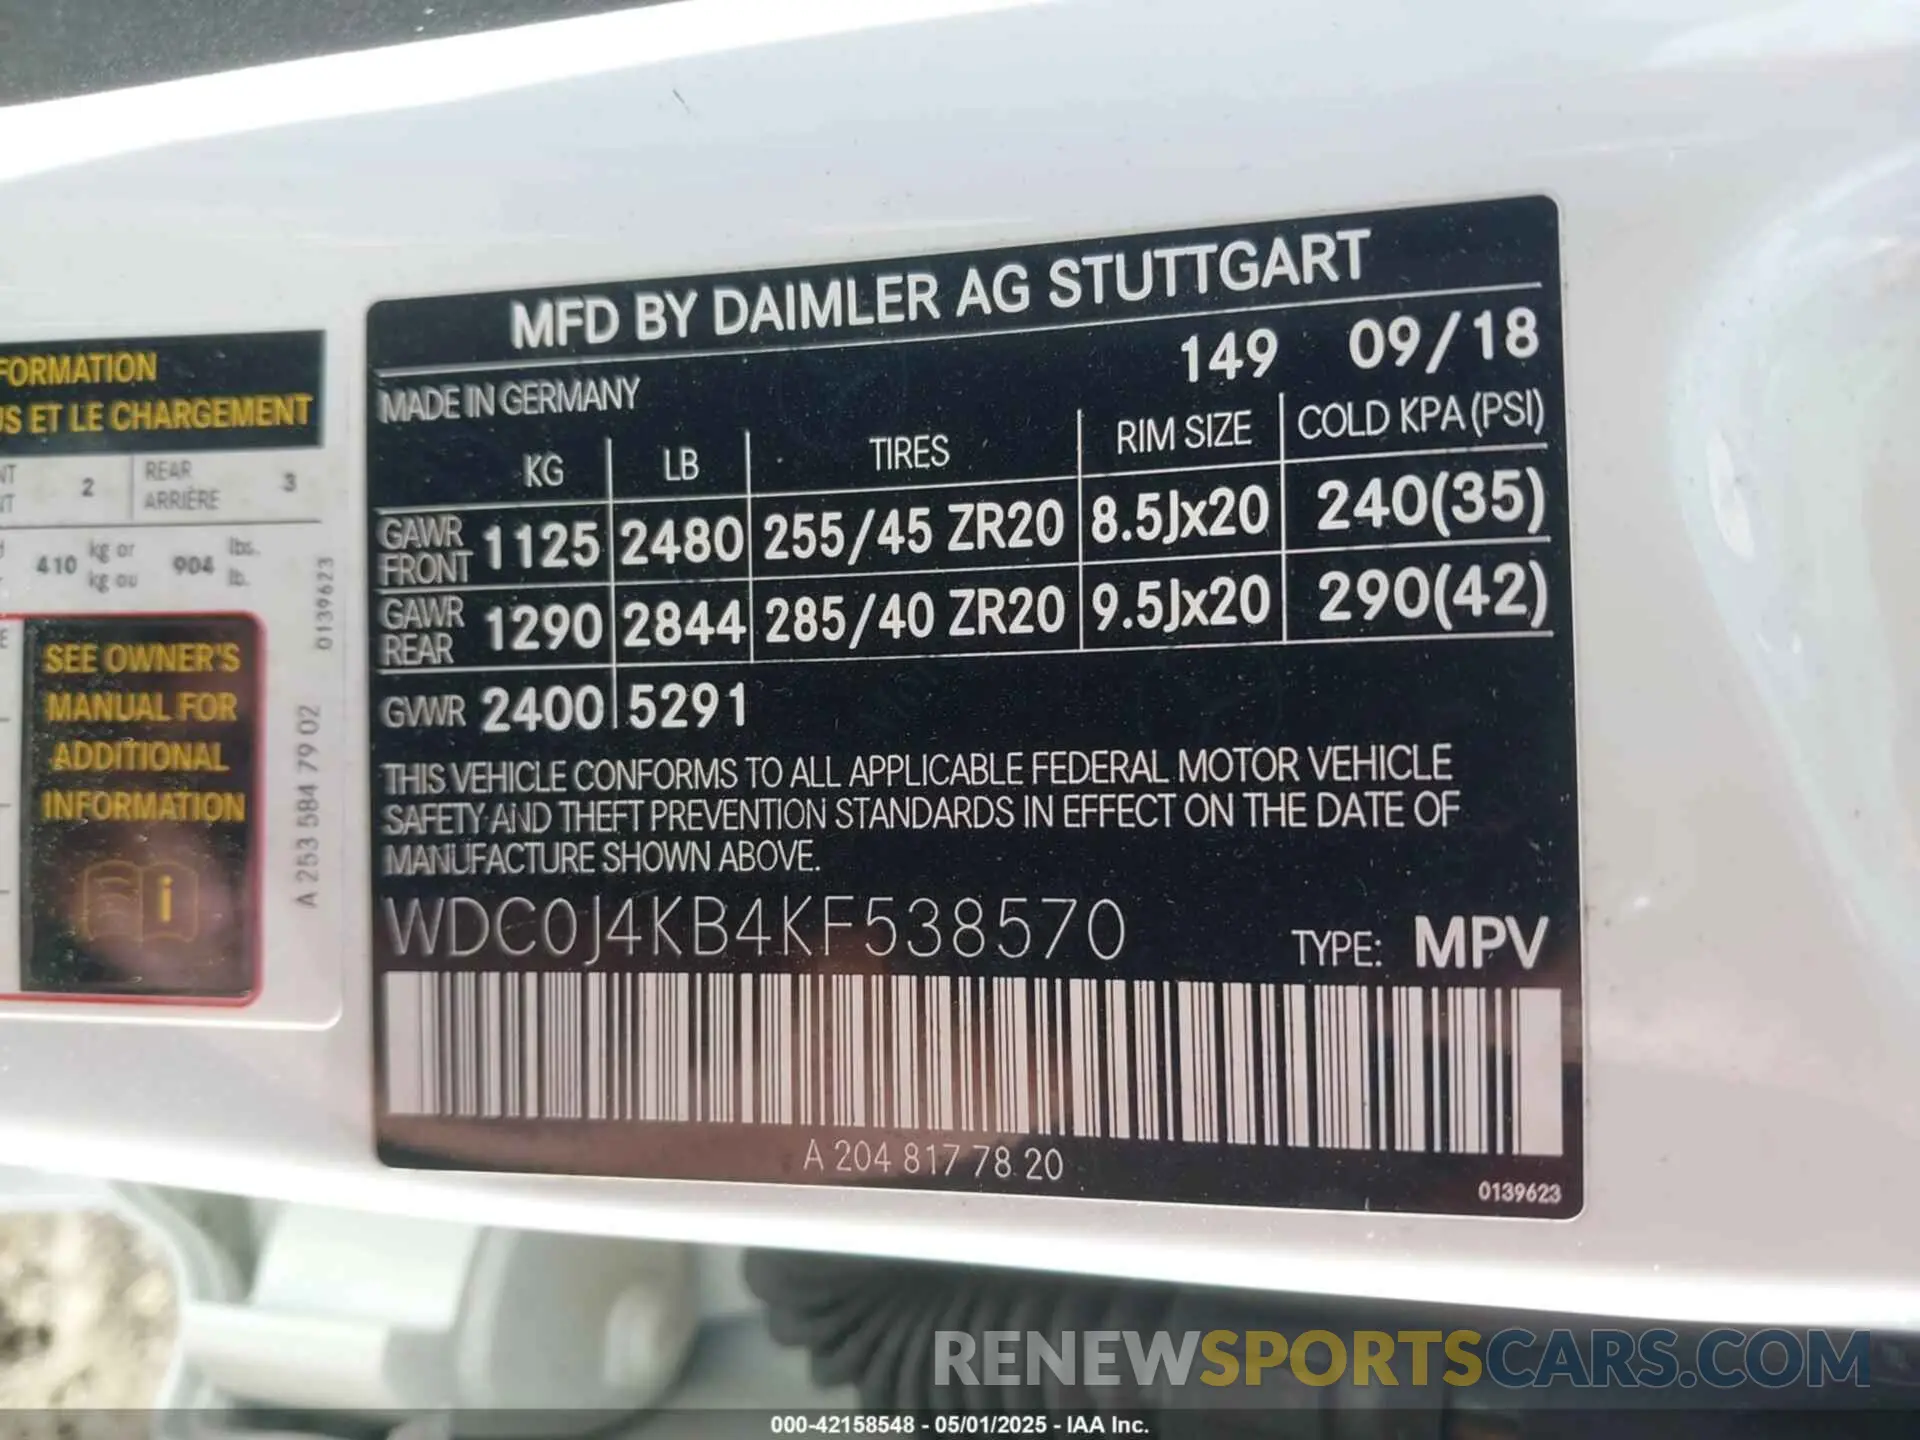 FORMATION
US ET LE CHARGEMENT
NT 2 REAR 3
NT ARRIÈRE
410 kg or 904 lbs.
kg ou lb.
0139623
SEE OWNER'S
MANUAL FOR
ADDITIONAL
INFORMATION
i
A 253 584 79 02
MFD BY DAIMLER AG STUTTGART
149 09/18
MADE IN GERMANY
KG LB TIRES RIM SIZE COLD KPA (PSI)
GAWR FRONT 1125 2480 255/45 ZR20 8.5Jx20 240(35)
GAWR REAR 1290 2844 285/40 ZR20 9.5Jx20 290(42)
GVWR 2400 5291
THIS VEHICLE CONFORMS TO ALL APPLICABLE FEDERAL MOTOR VEHICLE
SAFETY AND THEFT PREVENTION STANDARDS IN EFFECT ON THE DATE OF
MANUFACTURE SHOWN ABOVE.
WDC0J4KB4KF538570 TYPE: MPV
A 204 817 78 20
0139623
RENEWSPORTSCARS.COM
000-42158548 - 05/01/2025 - IAA Inc.